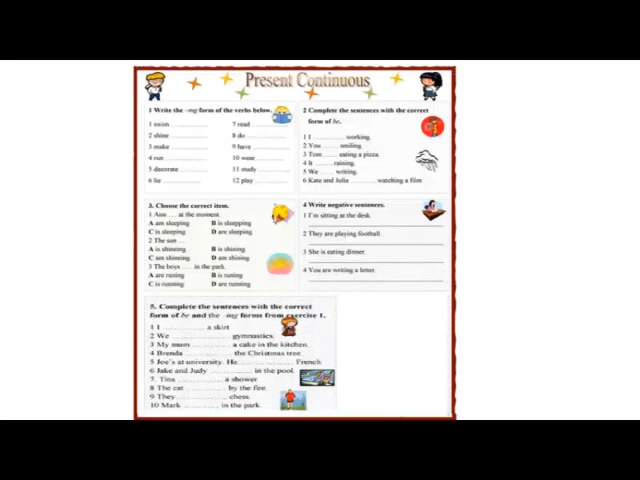 Present Continuous
1 Write the -ing form of the verbs below.
1 swim ..............
2 shine ..............
3 make ..............
4 run ..............
5 decorate ..............
6 lie ..............
7 read ..............
8 do ..............
9 have ..............
10 wear ..............
11 study ..............
12 play ..............
2 Complete the sentences with the correct
form of be.
1 I ......... working.
2 You ......... smiling.
3 Tom ......... eating a pizza.
4 It ......... raining.
5 We ......... writing.
6 Kate and Julia ......... watching a film
3. Choose the correct item.
1 Ann .... at the moment.
A am sleeping B is sleepping
C is sleeping D are sleeping
2 The sun ...
A is shinning B is shining
C am shinning D am shining
3 The boys .... in the park.
A are runing B is runing
C is running D are running
4 Write negative sentences.
1 I'm sitting at the desk.
2 They are playing football.
3 She is eating dinner.
4 You are writing a letter.
5. Complete the sentences with the correct
form of be and the -ing forms from exercise 1.
1 I .................. a skirt
2 We .................. gymnastics.
3 My mum .................. a cake in the kitchen.
4 Brenda .................. the Christmas tree.
5 Joe's at university. He .................. French
6 Jake and Judy .................. in the pool.
7. Tina .................. a shower
8 The cat .................. by the fire.
9 They .................. chess.
10 Mark .................. in the park.